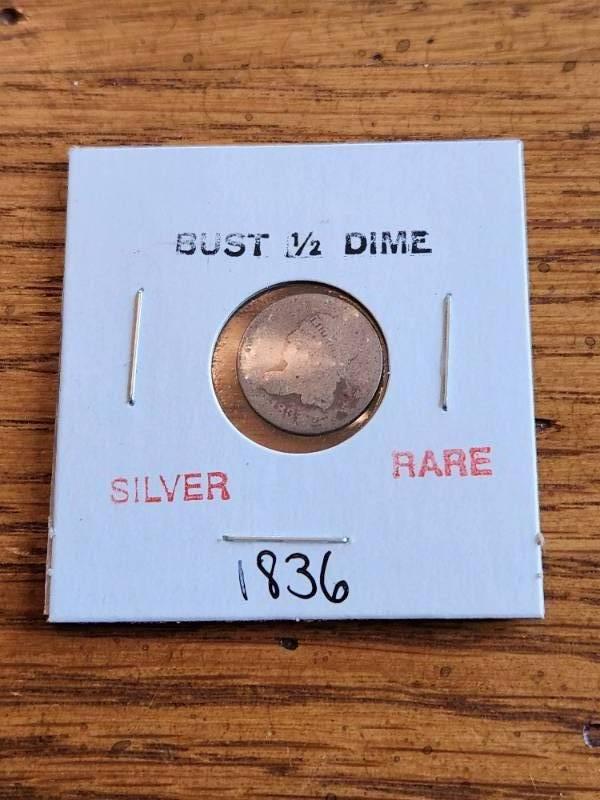 BUST ½ DIME
SILVER
RARE
1836